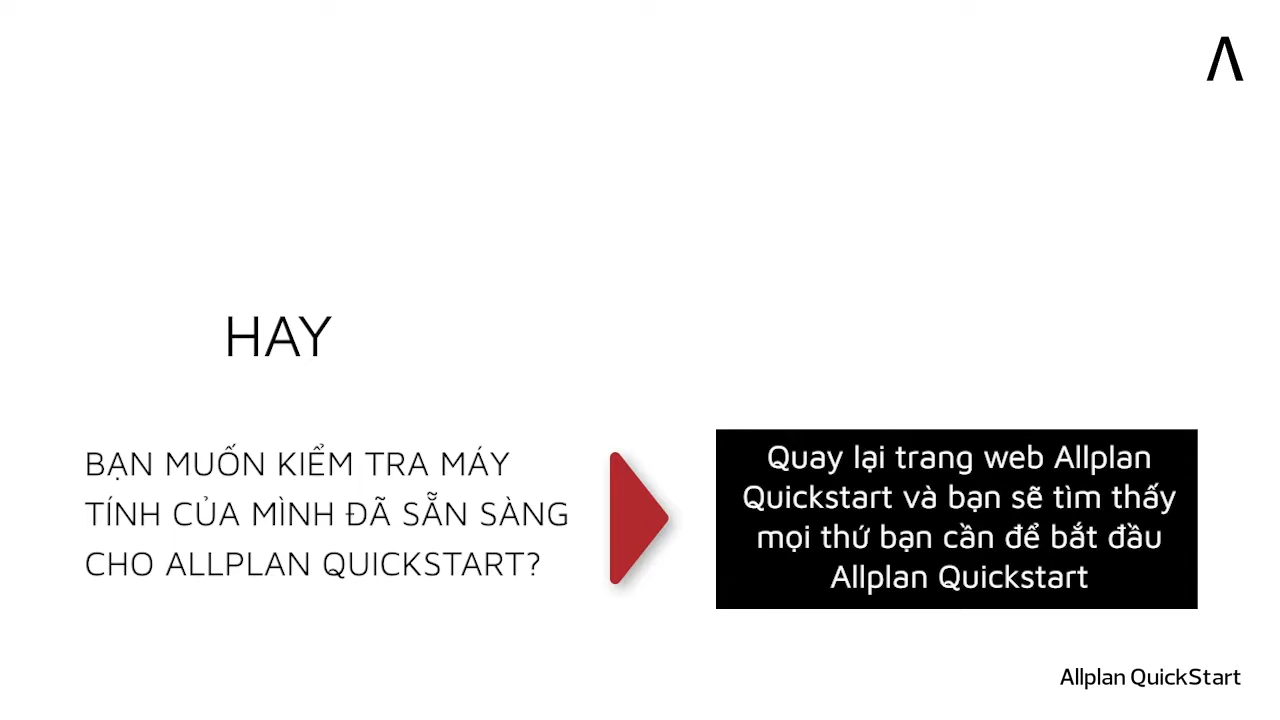 HAY
BẠN MUỐN KIỂM TRA MÁY
TÍNH CỦA MÌNH ĐÃ SẴN SÀNG
CHO ALLPLAN QUICKSTART?
Quay lại trang web Allplan
Quickstart và bạn sẽ tìm thấy
mọi thứ bạn cần để bắt đầu
Allplan Quickstart
Allplan QuickStart